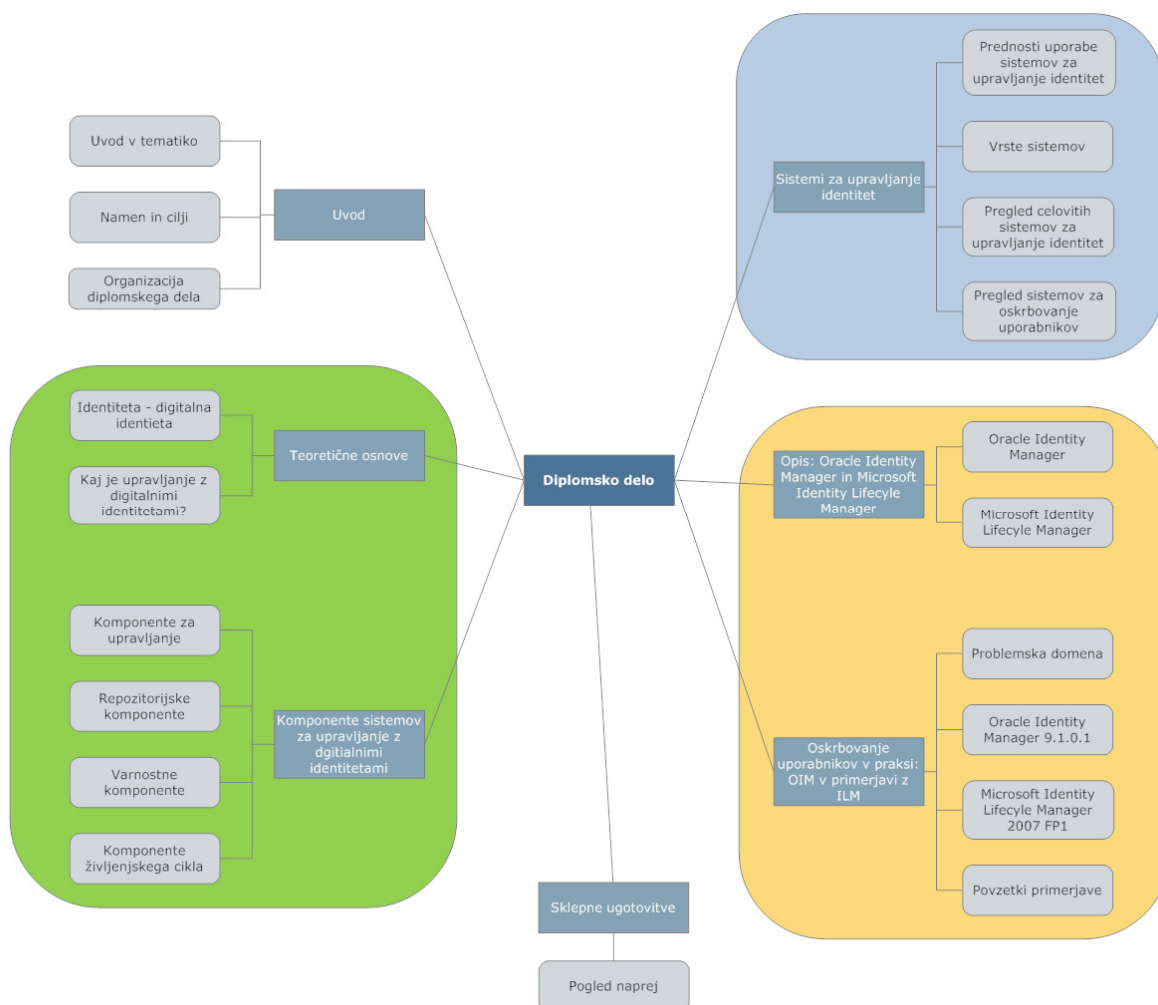 Uvod v tematiko
Namen in cilji
Organizacija
diplomskega dela
Uvod
Identiteta - digitalna
identieta
Kaj je upravljanje z
digitalnimi
identitetami?
Teoretične osnove
Komponente za
upravljanje
Repozitorijske
komponente
Varnostne
komponente
Komponente
življenjskega cikla
Komponente sistemov
za upravljanje z
dgitialnimi
identitetami
Diplomsko delo
Sklepne ugotovitve
Pogled naprej
Sistemi za upravljanje
identitet
Prednosti uporabe
sistemov za
upravljanje identitet
Vrste sistemov
Pregled celovitih
sistemov za
upravljanje identitet
Pregled sistemov za
oskrbovanje
uporabnikov
Opis: Oracle Identity
Manager in Microsoft
Identity Lifecyle
Manager
Oracle Identity
Manager
Microsoft Identity
Lifecyle Manager
Oskrbovanje
uporabnikov v praksi:
OIM v primerjavi z
ILM
Problemska domena
Oracle Identity
Manager 9.1.0.1
Microsoft Identity
Lifecyle Manager
2007 FP1
Povzetki primerjave